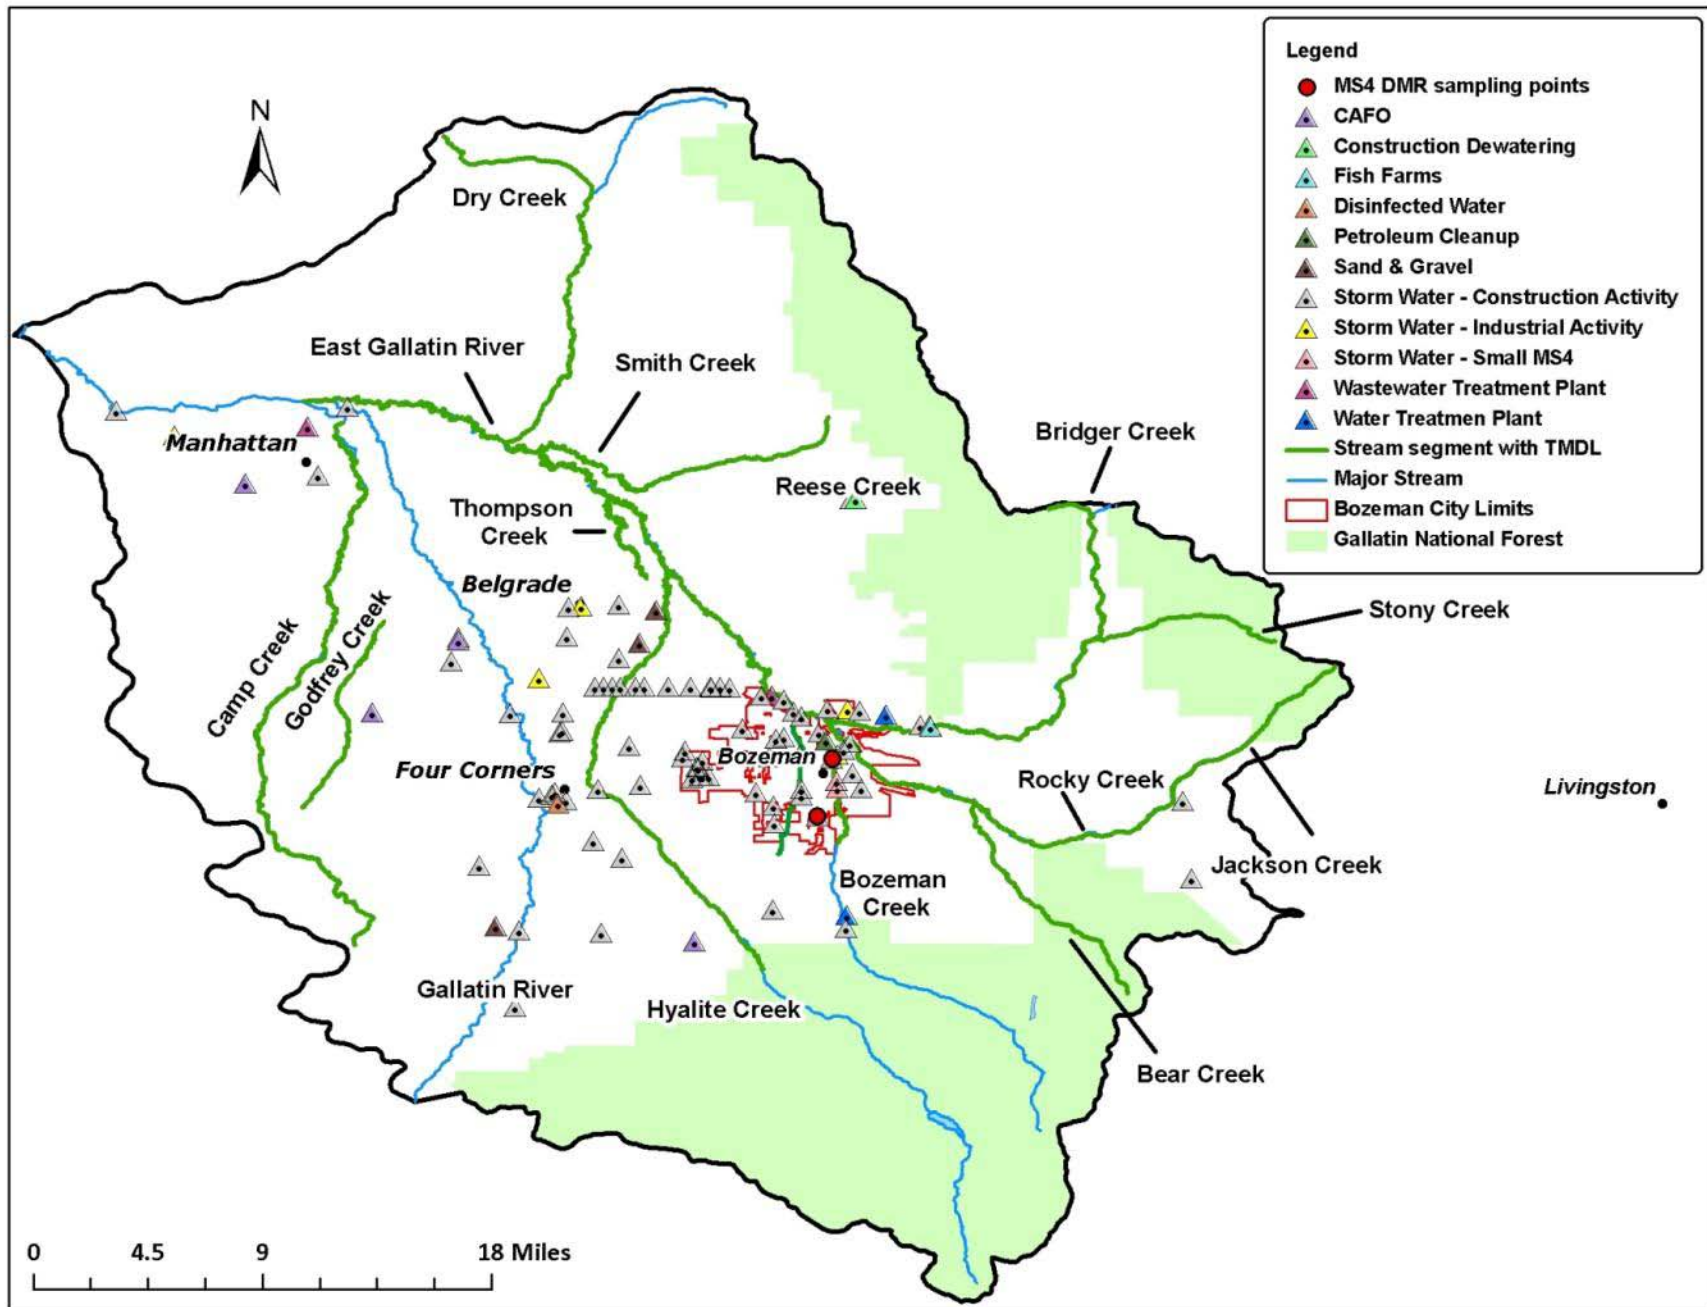 Legend
MS4 DMR sampling points
CAFO
Construction Dewatering
Fish Farms
Disinfected Water
Petroleum Cleanup
Sand & Gravel
Storm Water - Construction Activity
Storm Water - Industrial Activity
Storm Water - Small MS4
Wastewater Treatment Plant
Water Treatmen Plant
Stream segment with TMDL
Major Stream
Bozeman City Limits
Gallatin National Forest
N
Dry Creek
East Gallatin River
Smith Creek
Manhattan
Bridger Creek
Reese Creek
Thompson
Creek
Belgrade
Stony Creek
Camp Creek
Godfrey Creek
Bozeman
Four Corners
Rocky Creek
Livingston
Jackson Creek
Bozeman
Creek
Gallatin River
Hyalite Creek
Bear Creek
0 4.5 9 18 Miles